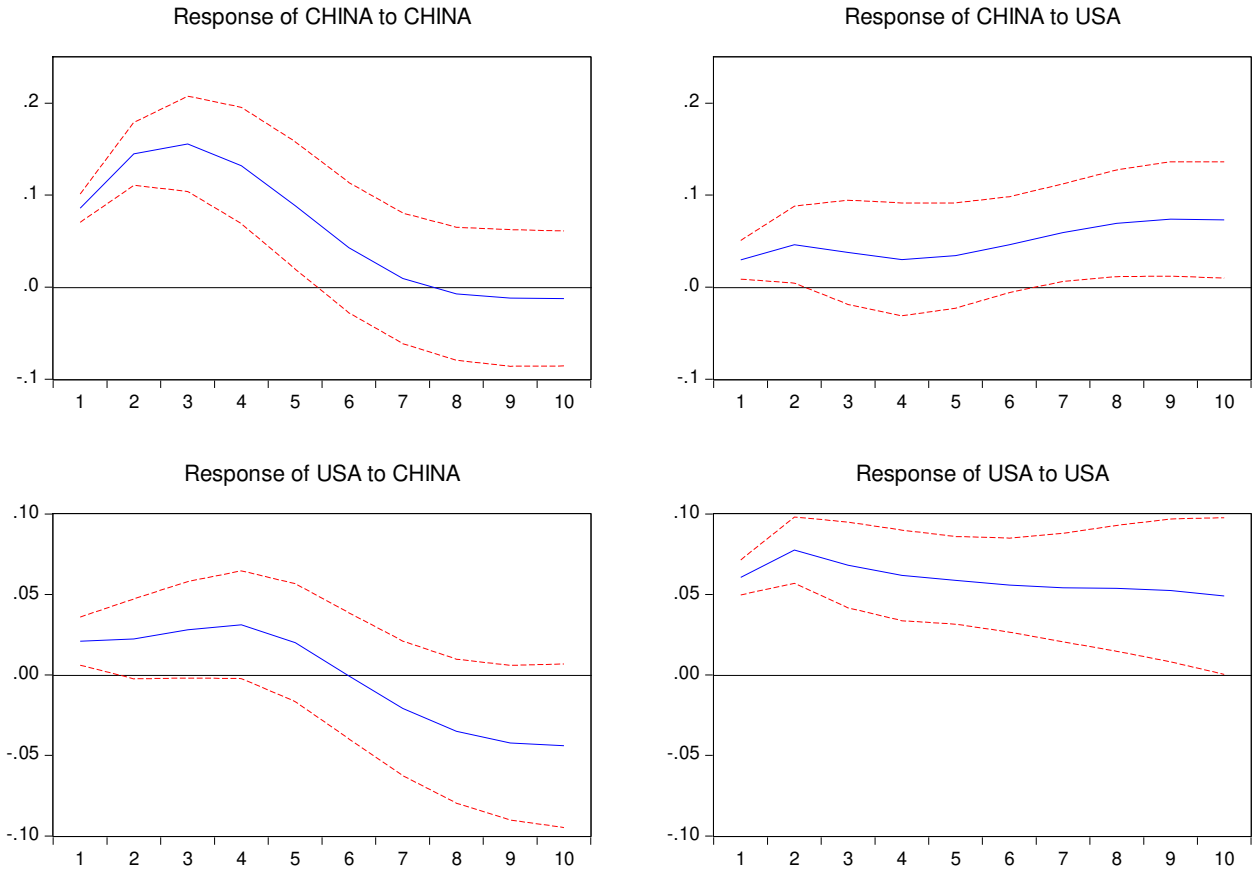 Response of CHINA to CHINA
.2
.1
.0
-.1
1 2 3 4 5 6 7 8 9 10
Response of CHINA to USA
.2
.1
.0
-.1
1 2 3 4 5 6 7 8 9 10
Response of USA to CHINA
.10
.05
.00
-.05
-.10
1 2 3 4 5 6 7 8 9 10
Response of USA to USA
.10
.05
.00
-.05
-.10
1 2 3 4 5 6 7 8 9 10